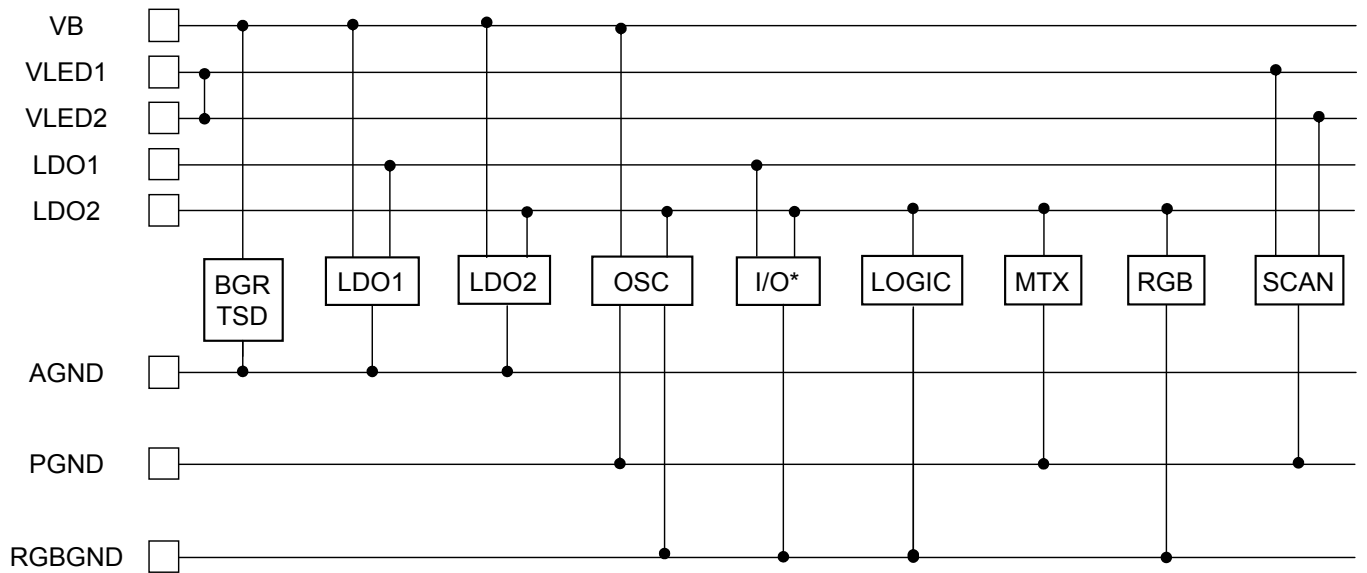 VB
VLED1
VLED2
LDO1
LDO2
BGR
TSD
LDO1
LDO2
OSC
I/O*
LOGIC
MTX
RGB
SCAN
AGND
PGND
RGBGND